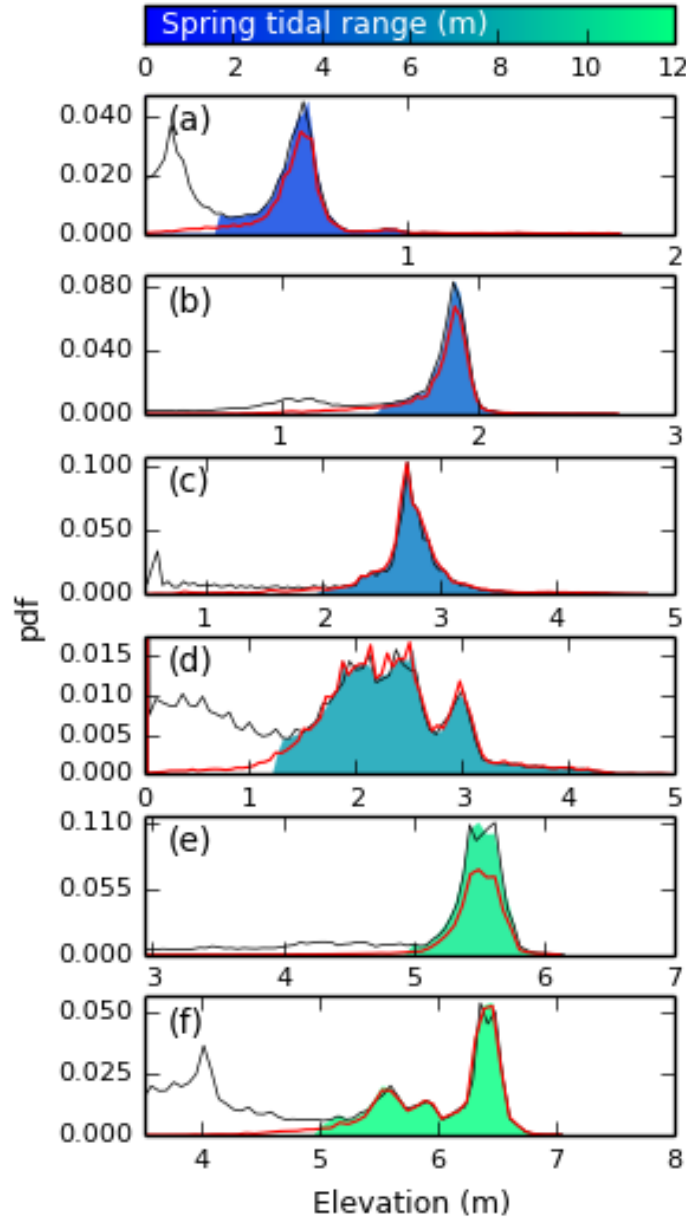 Spring tidal range (m)
0 2 4 6 8 10 12
(a)
0.040
0.020
0.000
1 2
(b)
0.080
0.040
0.000
1 2 3
(c)
0.100
0.050
0.000
1 2 3 4 5
pdf
(d)
0.015
0.010
0.005
0.000
0 1 2 3 4 5
(e)
0.110
0.055
0.000
3 4 5 6 7
(f)
0.050
0.025
0.000
4 5 6 7 8
Elevation (m)